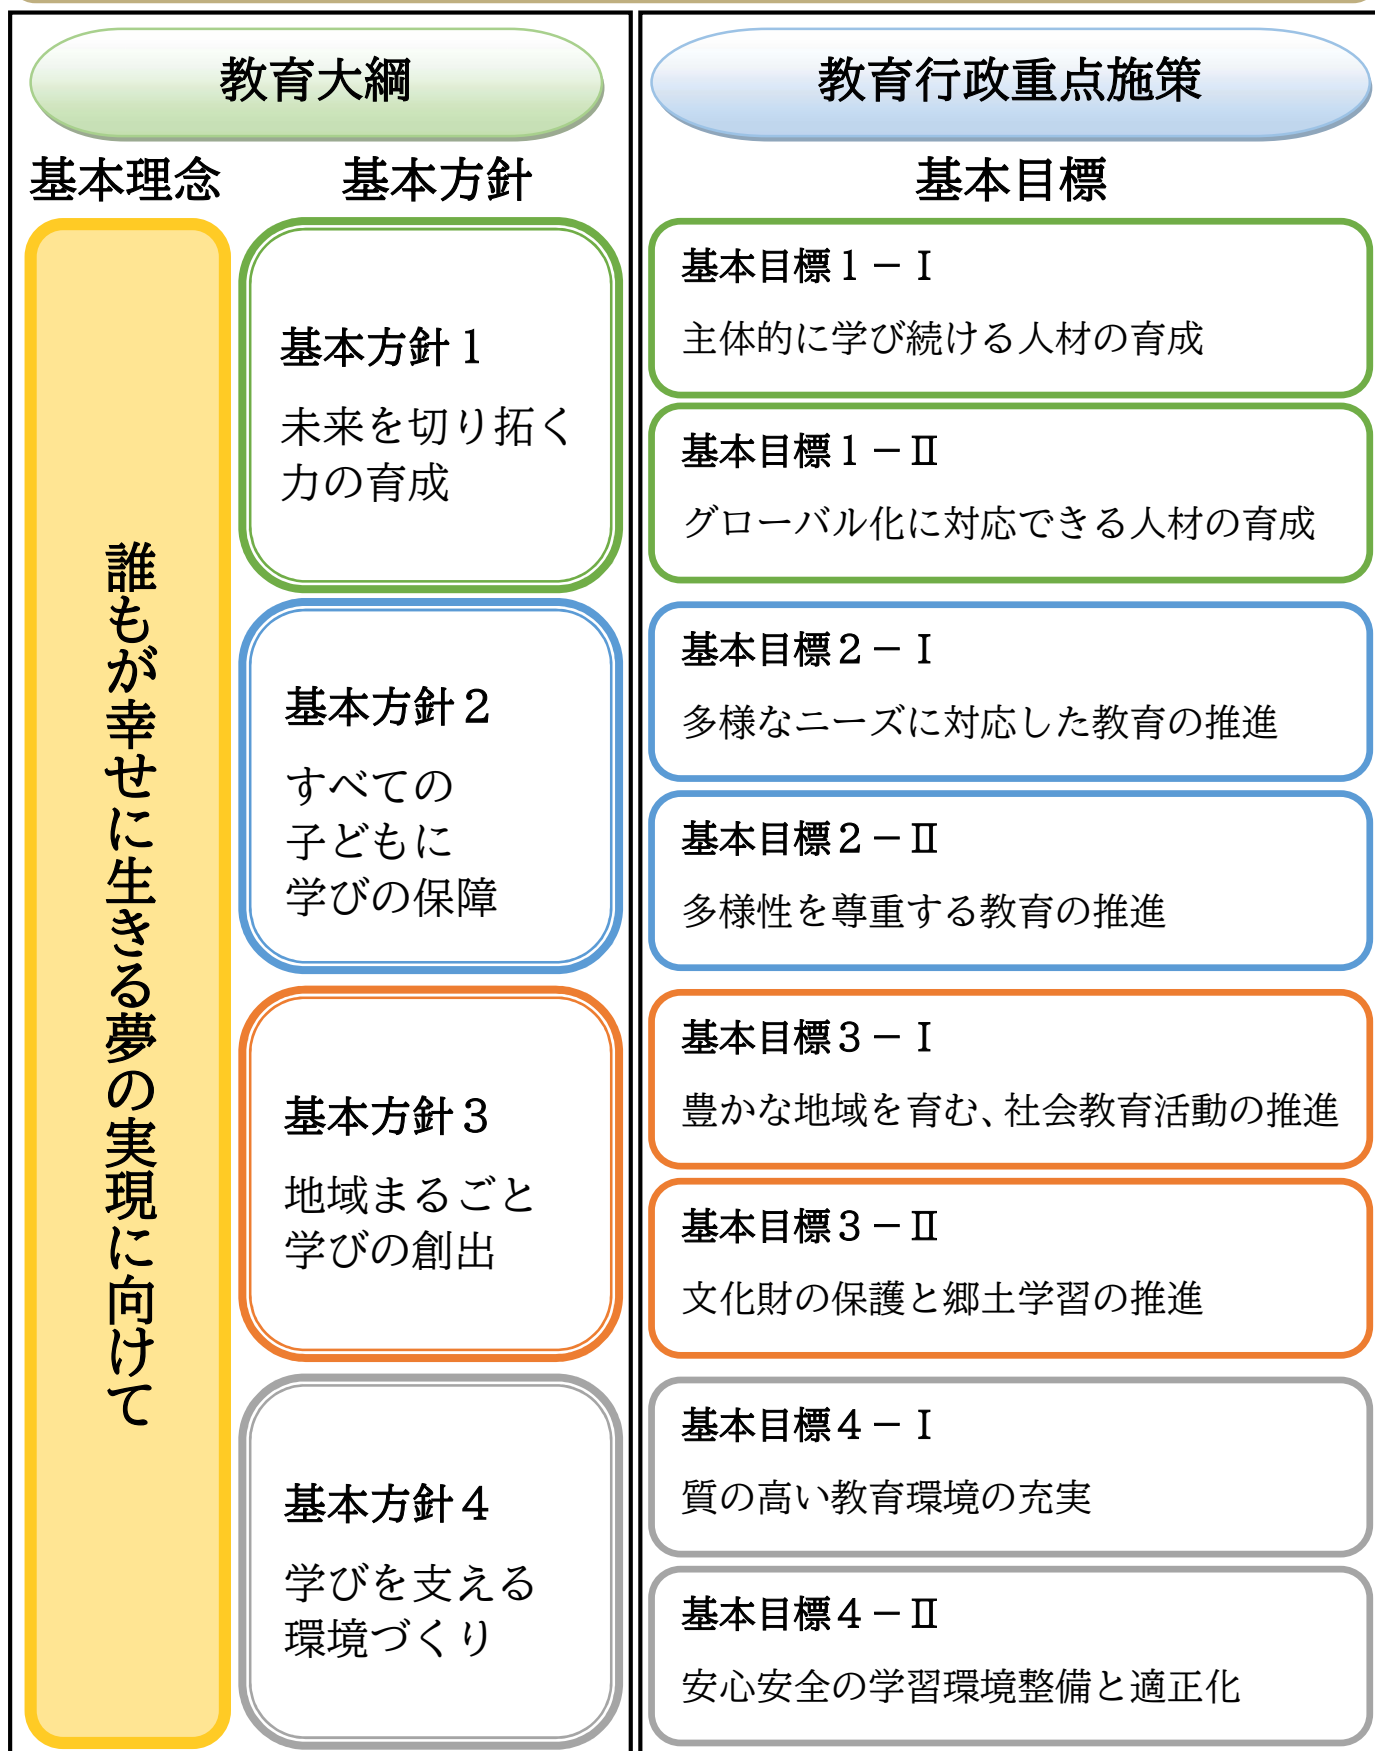 教育大綱
基本理念
基本方針
誰もが幸せに生きる夢の実現に向けて
基本方針１
未来を切り拓く
力の育成
基本方針２
すべての
子どもに
学びの保障
基本方針３
地域まるごと
学びの創出
基本方針４
学びを支える
環境づくり
教育行政重点施策
基本目標
基本目標１－Ⅰ
主体的に学び続ける人材の育成
基本目標１－Ⅱ
グローバル化に対応できる人材の育成
基本目標２－Ⅰ
多様なニーズに対応した教育の推進
基本目標２－Ⅱ
多様性を尊重する教育の推進
基本目標３－Ⅰ
豊かな地域を育む、社会教育活動の推進
基本目標３－Ⅱ
文化財の保護と郷土学習の推進
基本目標４－Ⅰ
質の高い教育環境の充実
基本目標４－Ⅱ
安心安全の学習環境整備と適正化